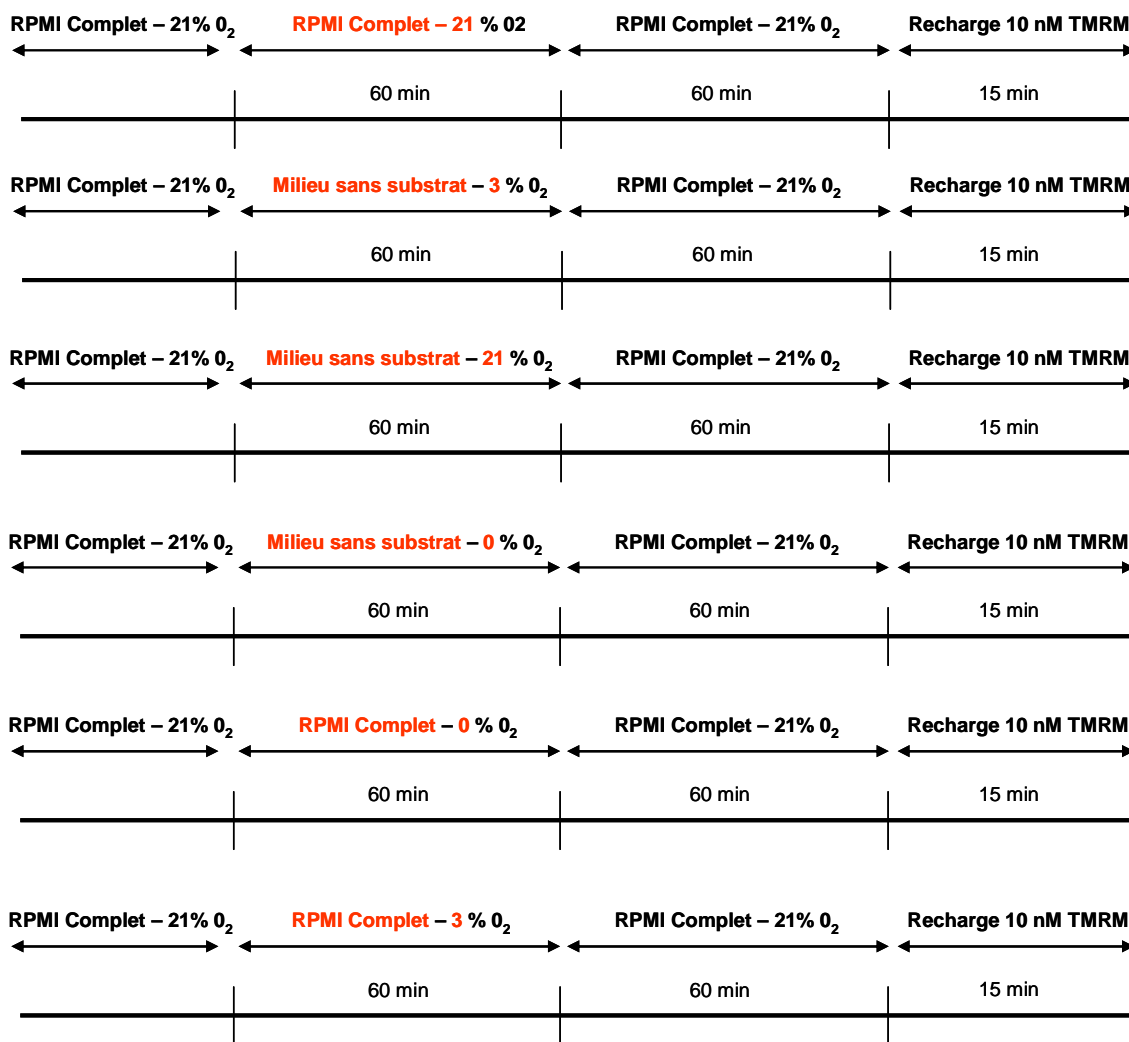 RPMI Complet – 21% 0₂ RPMI Complet – 21 % 02 RPMI Complet – 21% 0₂ Recharge 10 nM TMRM
60 min 60 min 15 min
RPMI Complet – 21% 0₂ Milieu sans substrat – 3 % 0₂ RPMI Complet – 21% 0₂ Recharge 10 nM TMRM
60 min 60 min 15 min
RPMI Complet – 21% 0₂ Milieu sans substrat – 21 % 0₂ RPMI Complet – 21% 0₂ Recharge 10 nM TMRM
60 min 60 min 15 min
RPMI Complet – 21% 0₂ Milieu sans substrat – 0 % 0₂ RPMI Complet – 21% 0₂ Recharge 10 nM TMRM
60 min 60 min 15 min
RPMI Complet – 21% 0₂ RPMI Complet – 0 % 0₂ RPMI Complet – 21% 0₂ Recharge 10 nM TMRM
60 min 60 min 15 min
RPMI Complet – 21% 0₂ RPMI Complet – 3 % 0₂ RPMI Complet – 21% 0₂ Recharge 10 nM TMRM
60 min 60 min 15 min